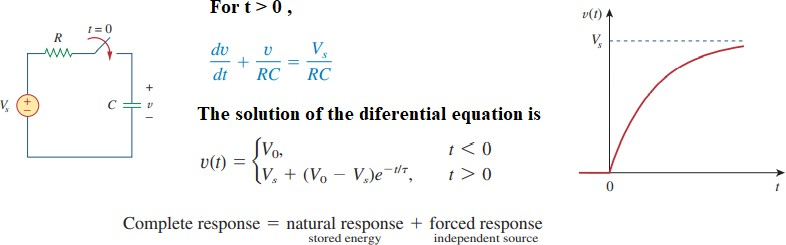 For t > 0 ,
R
t = 0
V_s
+
−
C
+
v
−
dv/dt + v/RC = V_s/RC
The solution of the diferential equation is
v(t) = { V_0, t < 0
V_s + (V_0 − V_s)e^{−t/τ}, t > 0
v(t)
V_s
0
t
Complete response = natural response + forced response
stored energy independent source